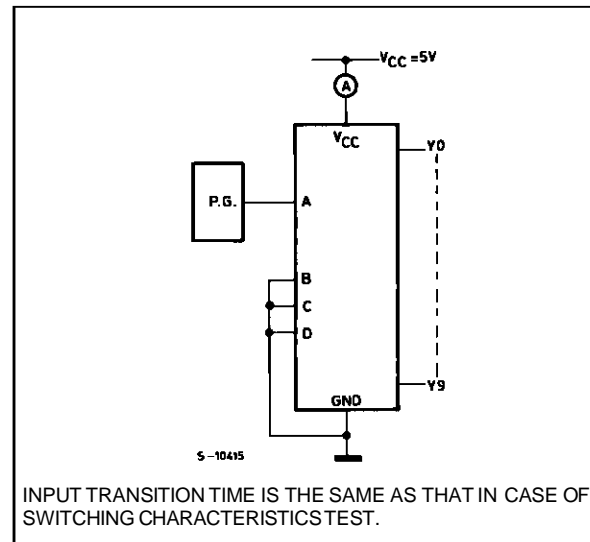 VCC =5V
A
VCC
Y0
P.G.
A
B
C
D
Y9
GND
S-10415
INPUT TRANSITION TIME IS THE SAME AS THAT IN CASE OF
SWITCHING CHARACTERISTICS TEST.